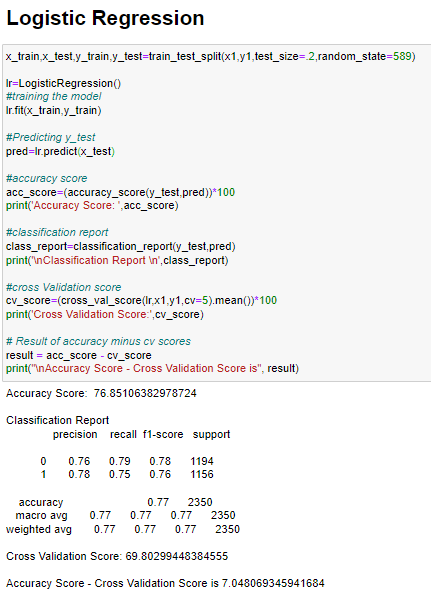 Logistic Regression
x_train,x_test,y_train,y_test=train_test_split(x1,y1,test_size=.2,random_state=589)
lr=LogisticRegression()
#training the model
lr.fit(x_train,y_train)
#Predicting y_test
pred=lr.predict(x_test)
#accuracy score
acc_score=(accuracy_score(y_test,pred))*100
print('Accuracy Score: ',acc_score)
#classification report
class_report=classification_report(y_test,pred)
print('\nClassification Report \n',class_report)
#cross Validation score
cv_score=(cross_val_score(lr,x1,y1,cv=5).mean())*100
print('Cross Validation Score:',cv_score)
# Result of accuracy minus cv scores
result = acc_score - cv_score
print("\nAccuracy Score - Cross Validation Score is", result)
Accuracy Score:  76.85106382978724
Classification Report
precision recall f1-score support
0 0.76 0.79 0.78 1194
1 0.78 0.75 0.76 1156
accuracy 0.77 2350
macro avg 0.77 0.77 0.77 2350
weighted avg 0.77 0.77 0.77 2350
Cross Validation Score: 69.80299448384555
Accuracy Score - Cross Validation Score is 7.048069345941684